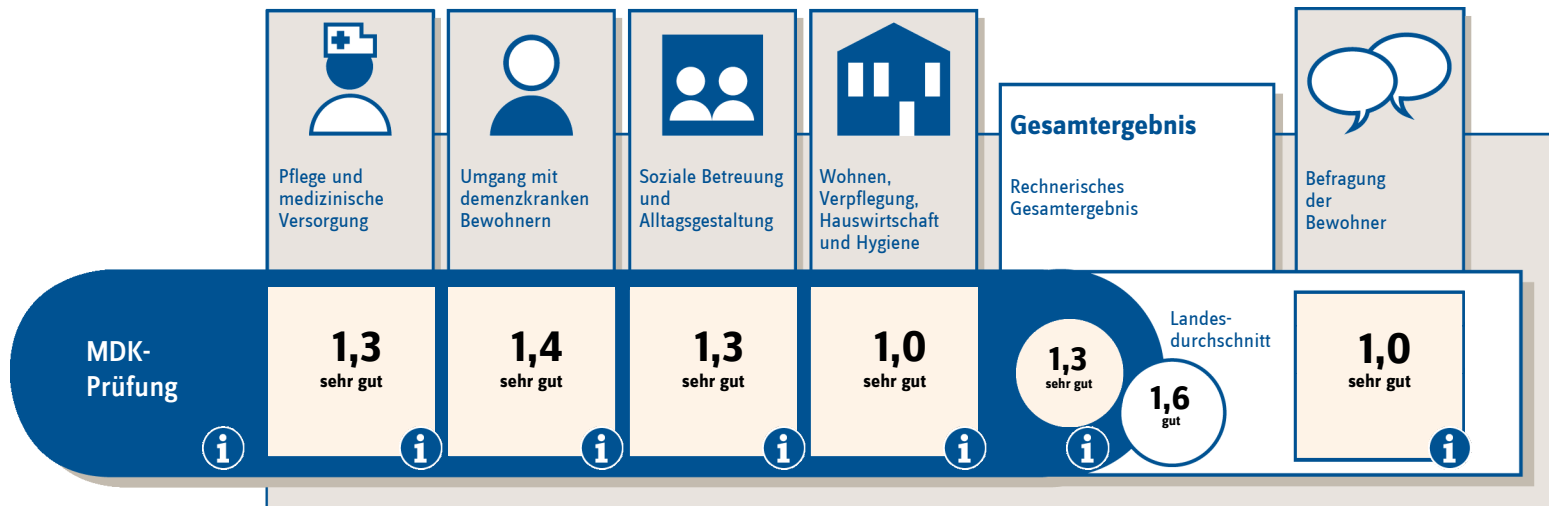 Pflege und
medizinische
Versorgung
Umgang mit
demenzkranken
Bewohnern
Soziale Betreuung
und
Alltagsgestaltung
Wohnen,
Verpflegung,
Hauswirtschaft
und Hygiene
Gesamtergebnis
Rechnerisches
Gesamtergebnis
Befragung
der
Bewohner
MDK-
Prüfung
i
1,3
sehr gut
i
1,4
sehr gut
i
1,3
sehr gut
i
1,0
sehr gut
i
1,3
sehr gut
i
Landes-
durchschnitt
1,6
gut
1,0
sehr gut
i